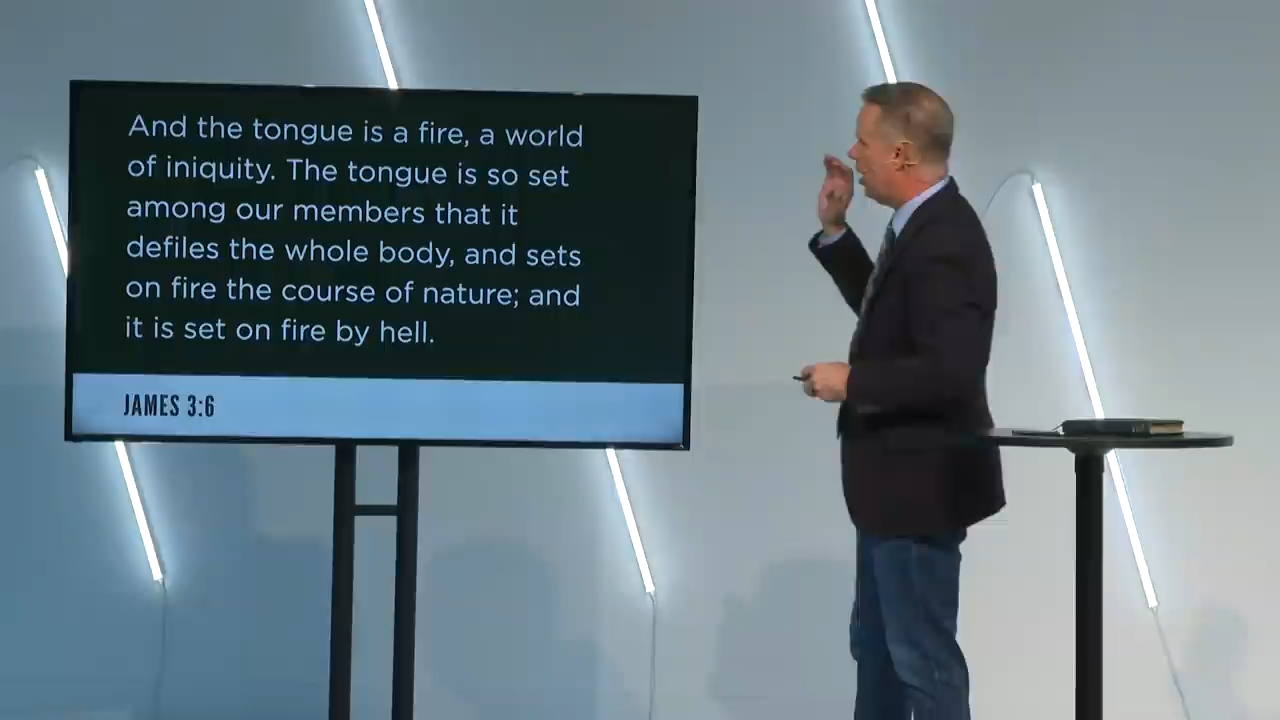 And the tongue is a fire, a world
of iniquity. The tongue is so set
among our members that it
defiles the whole body, and sets
on fire the course of nature; and
it is set on fire by hell.
JAMES 3:6